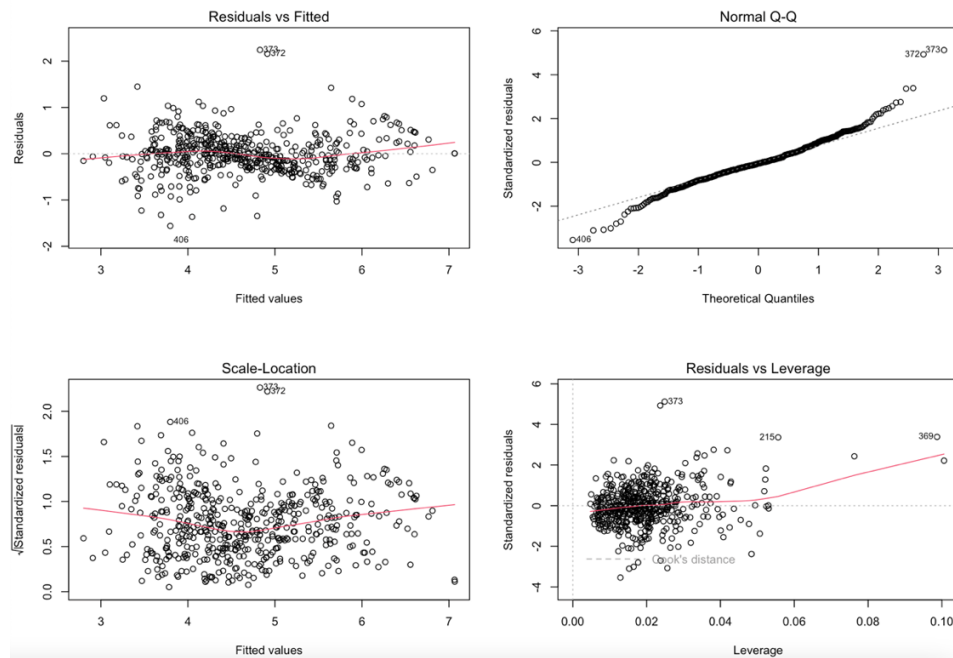 Residuals vs Fitted
Residuals
2
1
0
-1
-2
373
372
406
3 4 5 6 7
Fitted values
Normal Q-Q
Standardized residuals
6
4
2
0
-2
372 373
406
-3 -2 -1 0 1 2 3
Theoretical Quantiles
Scale-Location
√|Standardized residuals|
2.0
1.5
1.0
0.5
0.0
373
372
406
3 4 5 6 7
Fitted values
Residuals vs Leverage
Standardized residuals
6
4
2
0
-2
-4
373
215
369
Cook's distance
0.00 0.02 0.04 0.06 0.08 0.10
Leverage